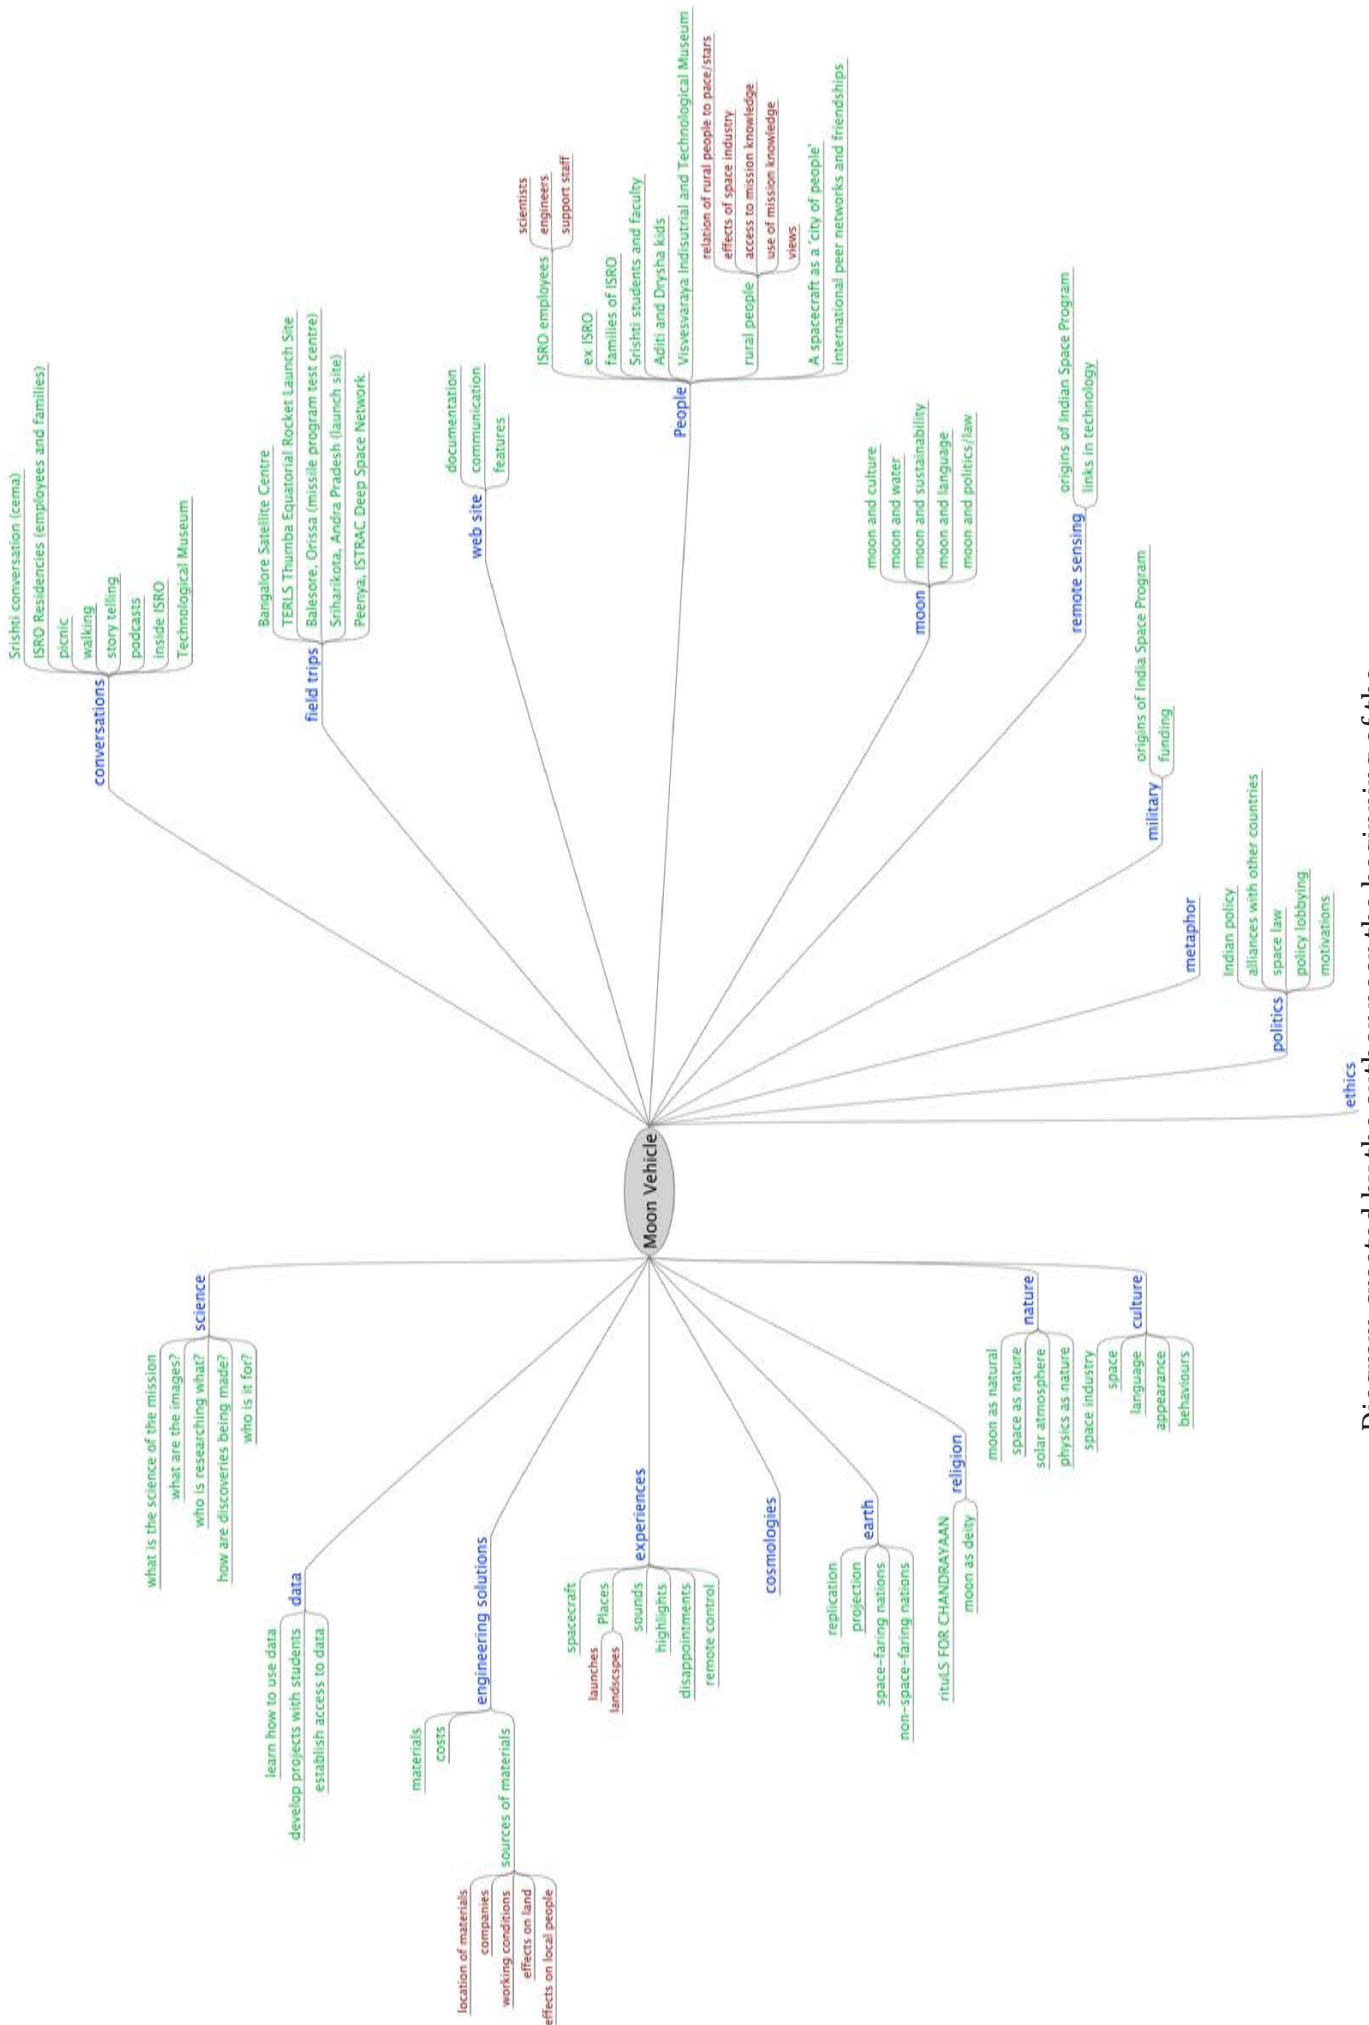 Moon Vehicle
conversations
Srishti conversation (cema)
ISRO Residencies (employees and families)
picnic
walking
story telling
podcasts
inside ISRO
Technological Museum
field trips
Bangalore Satellite Centre
TERLS Thumba Equatorial Rocket Launch Site
Balesore, Orissa (missile program test centre)
Sriharikota, Andra Pradesh (launch site)
Peenya, ISTRAC Deep Space Network
web site
documentation
communication
features
People
ISRO employees
scientists
engineers
support staff
ex ISRO
families of ISRO
Srishti students and faculty
Aditi and Drysha kids
Visvesvaraya Indisutrial and Technological Museum
rural people
relation of rural people to pace/stars
effects of space industry
access to mission knowledge
use of mission knowledge
views
A spacecraft as a 'city of people'
international peer networks and friendships
moon
moon and culture
moon and water
moon and sustainability
moon and language
moon and politics/law
remote sensing
origins of Indian Space Program
links in technology
military
origins of India Space Program
funding
metaphor
politics
Indian policy
alliances with other countries
space law
policy lobbying
motivations
ethics
science
what is the science of the mission
what are the images?
who is researching what?
how are discoveries being made?
who is it for?
data
learn how to use data
develop projects with students
establish access to data
engineering solutions
materials
costs
sources of materials
location of materials
companies
working conditions
effects on land
effects on local people
experiences
spacecraft
Places
launches
landscspes
sounds
highlights
disappointments
remote control
cosmologies
earth
replication
projection
space-faring nations
non-space-faring nations
religion
rituLS FOR CHANDRAYAAN
moon as deity
nature
moon as natural
space as nature
solar atmosphere
physics as nature
culture
space industry
space
language
appearance
behaviours
Diagram created by the author near the beginning of the